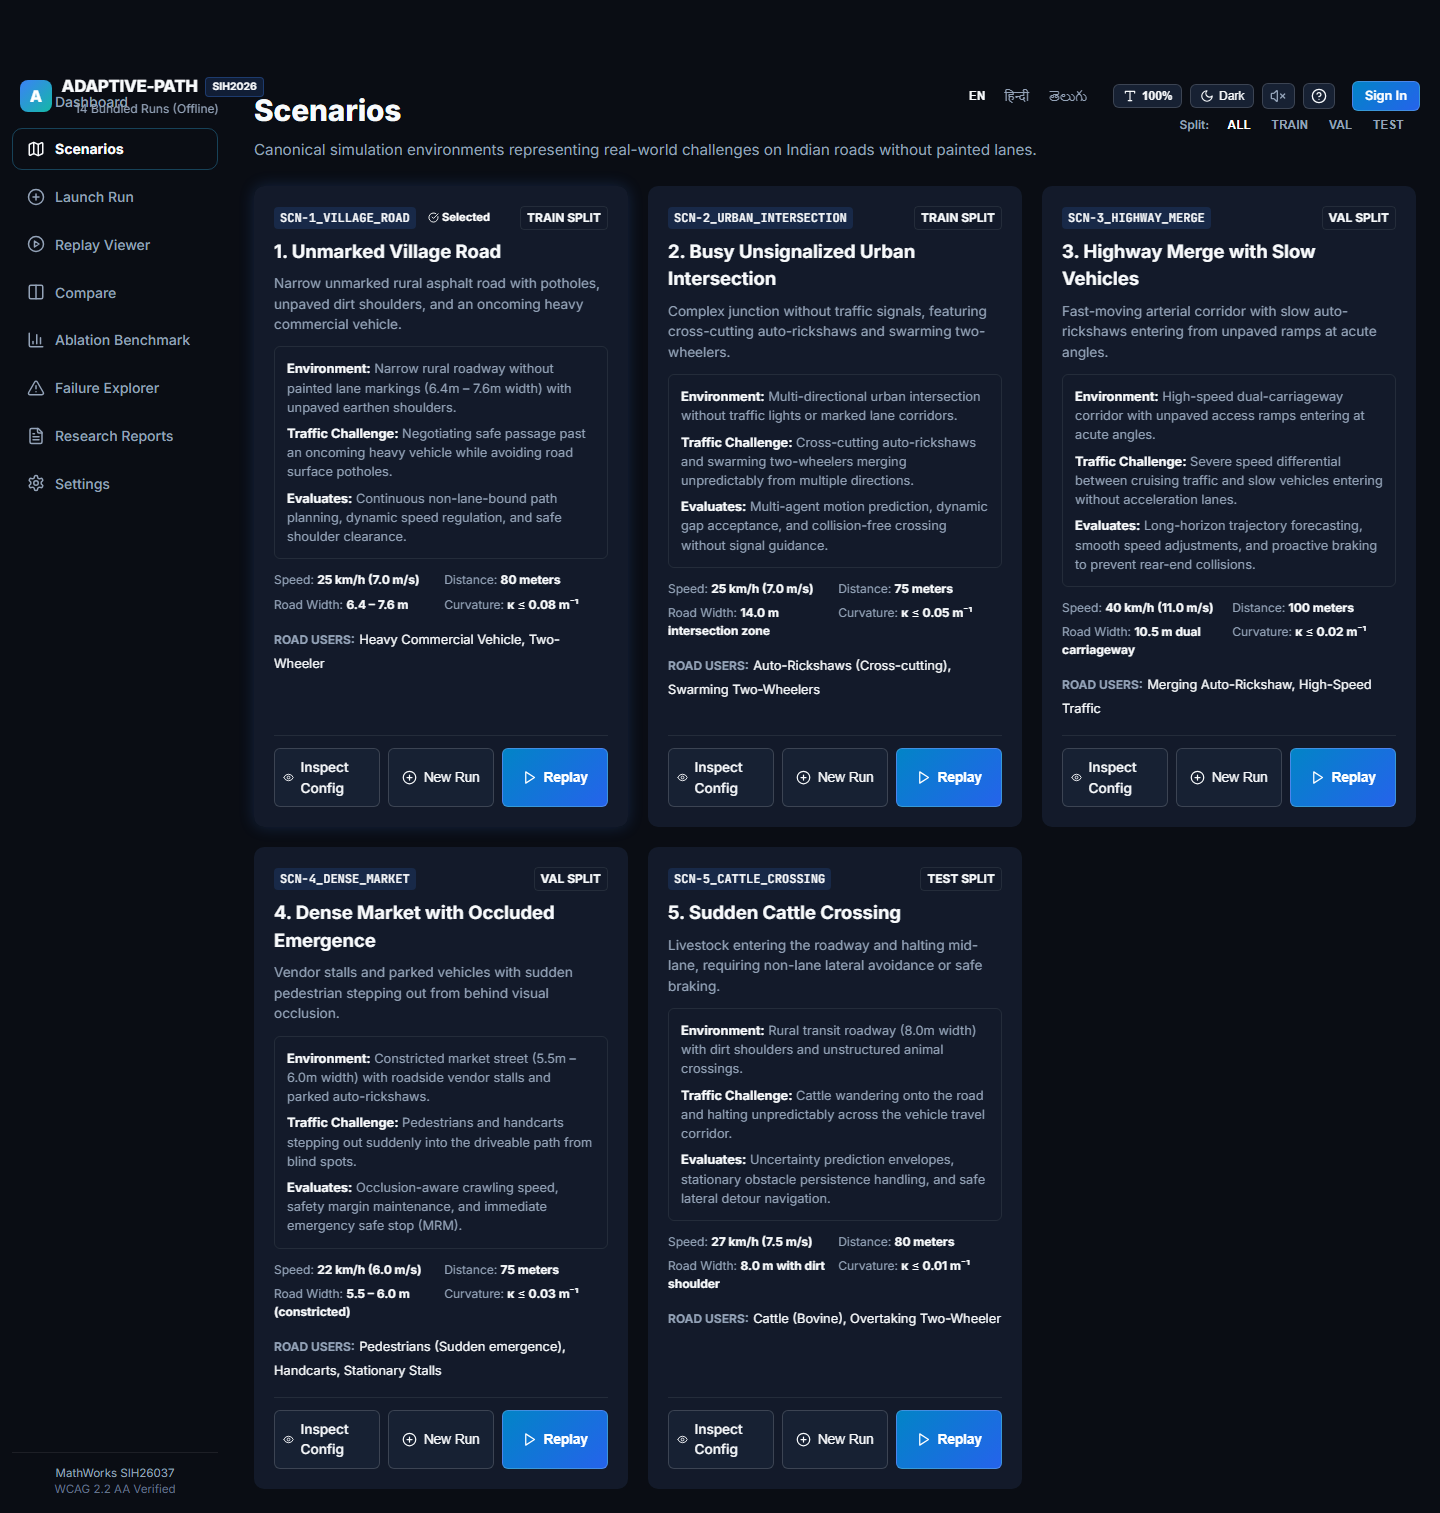 A
ADAPTIVE-PATH SIH2026
Dashboard
14 Bundled Runs (Offline)
Scenarios
Launch Run
Replay Viewer
Compare
Ablation Benchmark
Failure Explorer
Research Reports
Settings
MathWorks SIH26037
WCAG 2.2 AA Verified
EN हिन्दी తెలుగు 100% Dark Sign In
Scenarios
Split: ALL TRAIN VAL TEST
Canonical simulation environments representing real-world challenges on Indian roads without painted lanes.
SCN-1_VILLAGE_ROAD Selected TRAIN SPLIT
1. Unmarked Village Road
Narrow unmarked rural asphalt road with potholes,
unpaved dirt shoulders, and an oncoming heavy
commercial vehicle.
Environment: Narrow rural roadway without
painted lane markings (6.4m – 7.6m width) with
unpaved earthen shoulders.
Traffic Challenge: Negotiating safe passage past
an oncoming heavy vehicle while avoiding road
surface potholes.
Evaluates: Continuous non-lane-bound path
planning, dynamic speed regulation, and safe
shoulder clearance.
Speed: 25 km/h (7.0 m/s) Distance: 80 meters
Road Width: 6.4 – 7.6 m Curvature: κ ≤ 0.08 m⁻¹
ROAD USERS: Heavy Commercial Vehicle, Two-
Wheeler
Inspect
Config
New Run
Replay
SCN-2_URBAN_INTERSECTION TRAIN SPLIT
2. Busy Unsignalized Urban
Intersection
Complex junction without traffic signals, featuring
cross-cutting auto-rickshaws and swarming two-
wheelers.
Environment: Multi-directional urban intersection
without traffic lights or marked lane corridors.
Traffic Challenge: Cross-cutting auto-rickshaws
and swarming two-wheelers merging
unpredictably from multiple directions.
Evaluates: Multi-agent motion prediction, dynamic
gap acceptance, and collision-free crossing
without signal guidance.
Speed: 25 km/h (7.0 m/s) Distance: 75 meters
Road Width: 14.0 m Curvature: κ ≤ 0.05 m⁻¹
intersection zone
ROAD USERS: Auto-Rickshaws (Cross-cutting),
Swarming Two-Wheelers
Inspect
Config
New Run
Replay
SCN-3_HIGHWAY_MERGE VAL SPLIT
3. Highway Merge with Slow
Vehicles
Fast-moving arterial corridor with slow auto-
rickshaws entering from unpaved ramps at acute
angles.
Environment: High-speed dual-carriageway
corridor with unpaved access ramps entering at
acute angles.
Traffic Challenge: Severe speed differential
between cruising traffic and slow vehicles entering
without acceleration lanes.
Evaluates: Long-horizon trajectory forecasting,
smooth speed adjustments, and proactive braking
to prevent rear-end collisions.
Speed: 40 km/h (11.0 m/s) Distance: 100 meters
Road Width: 10.5 m dual Curvature: κ ≤ 0.02 m⁻¹
carriageway
ROAD USERS: Merging Auto-Rickshaw, High-Speed
Traffic
Inspect
Config
New Run
Replay
SCN-4_DENSE_MARKET VAL SPLIT
4. Dense Market with Occluded
Emergence
Vendor stalls and parked vehicles with sudden
pedestrian stepping out from behind visual
occlusion.
Environment: Constricted market street (5.5m –
6.0m width) with roadside vendor stalls and
parked auto-rickshaws.
Traffic Challenge: Pedestrians and handcarts
stepping out suddenly into the driveable path from
blind spots.
Evaluates: Occlusion-aware crawling speed,
safety margin maintenance, and immediate
emergency safe stop (MRM).
Speed: 22 km/h (6.0 m/s) Distance: 75 meters
Road Width: 5.5 – 6.0 m Curvature: κ ≤ 0.03 m⁻¹
(constricted)
ROAD USERS: Pedestrians (Sudden emergence),
Handcarts, Stationary Stalls
Inspect
Config
New Run
Replay
SCN-5_CATTLE_CROSSING TEST SPLIT
5. Sudden Cattle Crossing
Livestock entering the roadway and halting mid-
lane, requiring non-lane lateral avoidance or safe
braking.
Environment: Rural transit roadway (8.0m width)
with dirt shoulders and unstructured animal
crossings.
Traffic Challenge: Cattle wandering onto the road
and halting unpredictably across the vehicle travel
corridor.
Evaluates: Uncertainty prediction envelopes,
stationary obstacle persistence handling, and safe
lateral detour navigation.
Speed: 27 km/h (7.5 m/s) Distance: 80 meters
Road Width: 8.0 m with dirt Curvature: κ ≤ 0.01 m⁻¹
shoulder
ROAD USERS: Cattle (Bovine), Overtaking Two-Wheeler
Inspect
Config
New Run
Replay